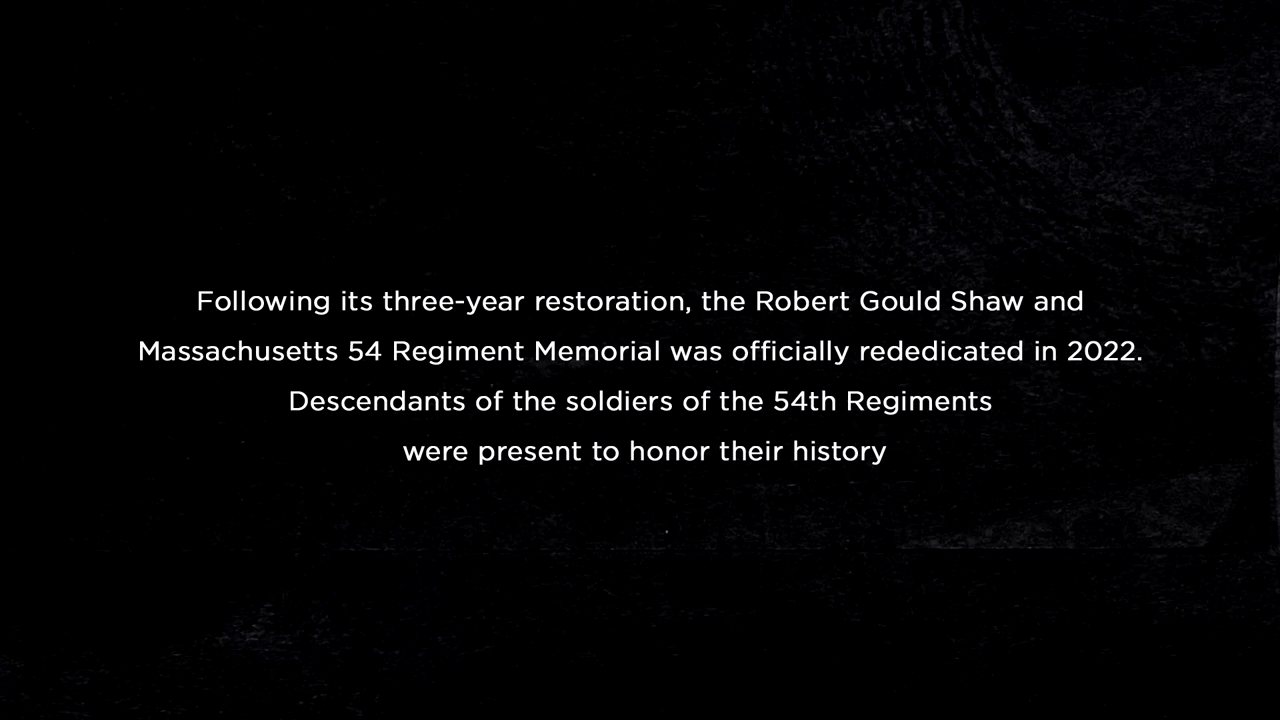 Following its three-year restoration, the Robert Gould Shaw and
Massachusetts 54 Regiment Memorial was officially rededicated in 2022.
Descendants of the soldiers of the 54th Regiments
were present to honor their history